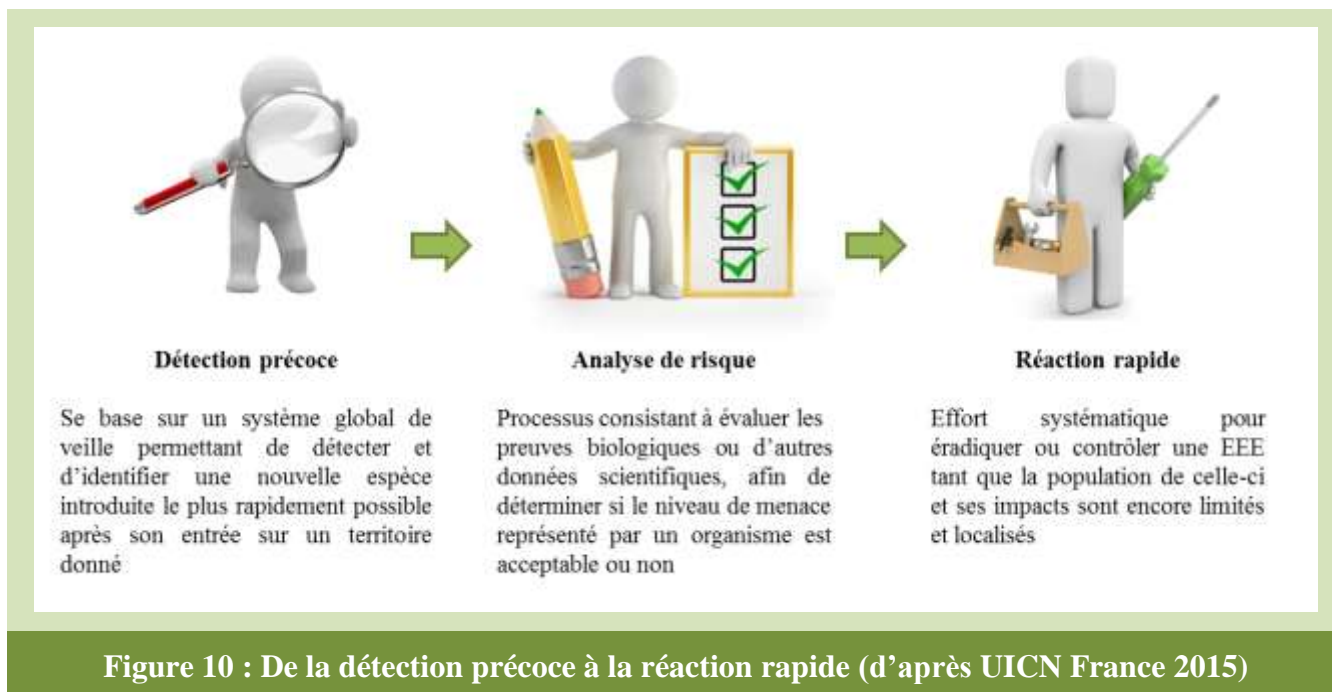 Détection précoce
Se base sur un système global de
veille permettant de détecter et
d'identifier une nouvelle espèce
introduite le plus rapidement possible
après son entrée sur un territoire
donné
Analyse de risque
Processus consistant à évaluer les
preuves biologiques ou d'autres
données scientifiques, afin de
déterminer si le niveau de menace
représenté par un organisme est
acceptable ou non
Réaction rapide
Effort systématique pour
éradiquer ou contrôler une EEE
tant que la population de celle-ci
et ses impacts sont encore limités
et localisés
Figure 10 : De la détection précoce à la réaction rapide (d'après UICN France 2015)